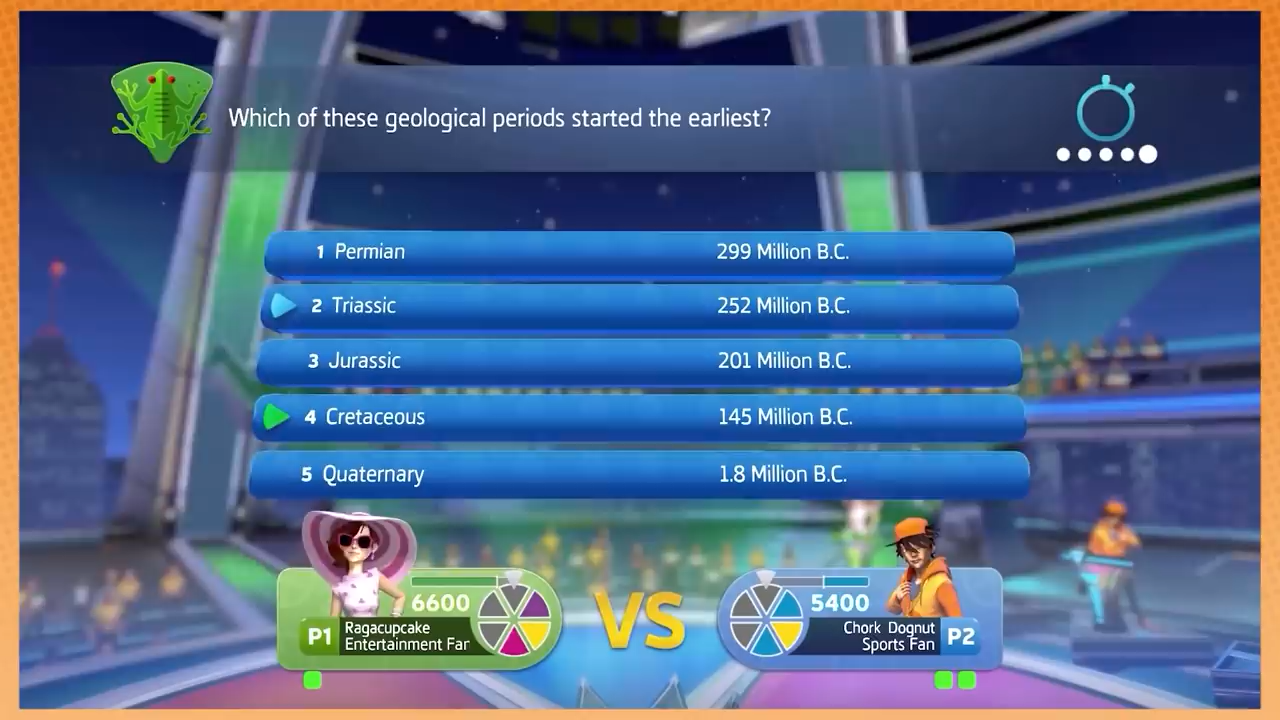 Which of these geological periods started the earliest?
1 Permian 299 Million B.C.
2 Triassic 252 Million B.C.
3 Jurassic 201 Million B.C.
4 Cretaceous 145 Million B.C.
5 Quaternary 1.8 Million B.C.
6600
P1 Ragacupcake
Entertainment Far
VS
5400
Chork Dognut
Sports Fan P2